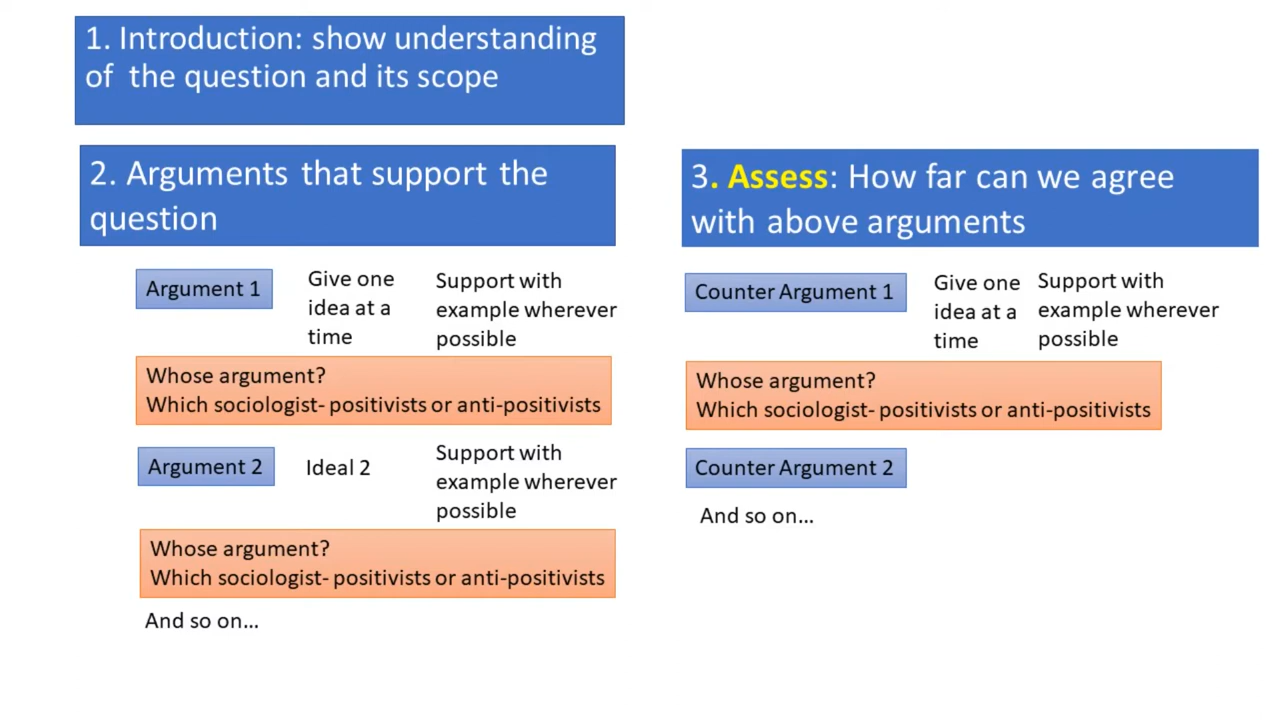 1. Introduction: show understanding
of the question and its scope
2. Arguments that support the
question
Argument 1
Give one
idea at a
time
Support with
example wherever
possible
Whose argument?
Which sociologist- positivists or anti-positivists
Argument 2
Ideal 2
Support with
example wherever
possible
Whose argument?
Which sociologist- positivists or anti-positivists
And so on…
3. Assess: How far can we agree
with above arguments
Counter Argument 1
Give one
idea at a
time
Support with
example wherever
possible
Whose argument?
Which sociologist- positivists or anti-positivists
Counter Argument 2
And so on…